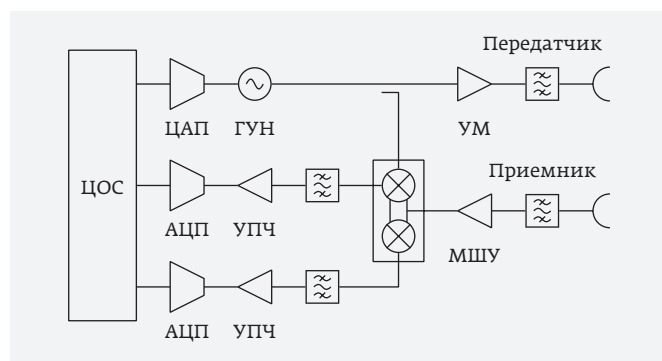 Передатчик
ЦАП ГУН УМ
ЦОС
Приемник
АЦП УПЧ МШУ
АЦП УПЧ